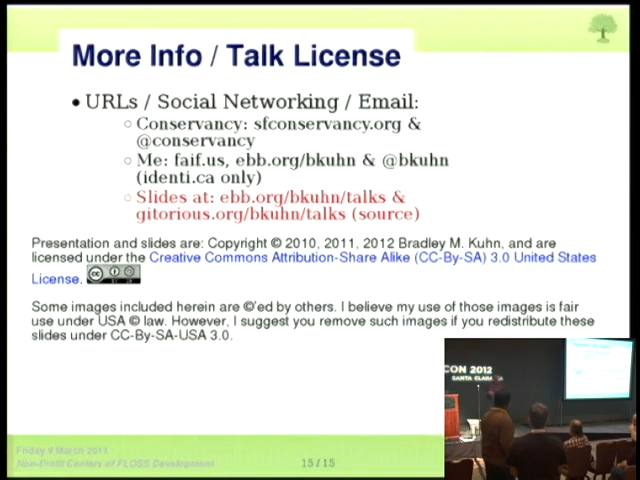 More Info / Talk License
• URLs / Social Networking / Email:
○ Conservancy: sfconservancy.org &
@conservancy
○ Me: faif.us, ebb.org/bkuhn & @bkuhn
(identi.ca only)
○ Slides at: ebb.org/bkuhn/talks &
gitorious.org/bkuhn/talks (source)
Presentation and slides are: Copyright © 2010, 2011, 2012 Bradley M. Kuhn, and are
licensed under the Creative Commons Attribution-Share Alike (CC-By-SA) 3.0 United States
License.
Some images included herein are ©'ed by others. I believe my use of those images is fair
use under USA © law. However, I suggest you remove such images if you redistribute these
slides under CC-By-SA-USA 3.0.
CON 2012
SANTA CLARA
Friday 9 March 2011
Non-Profit Centers of FLOSS Development
15 / 15